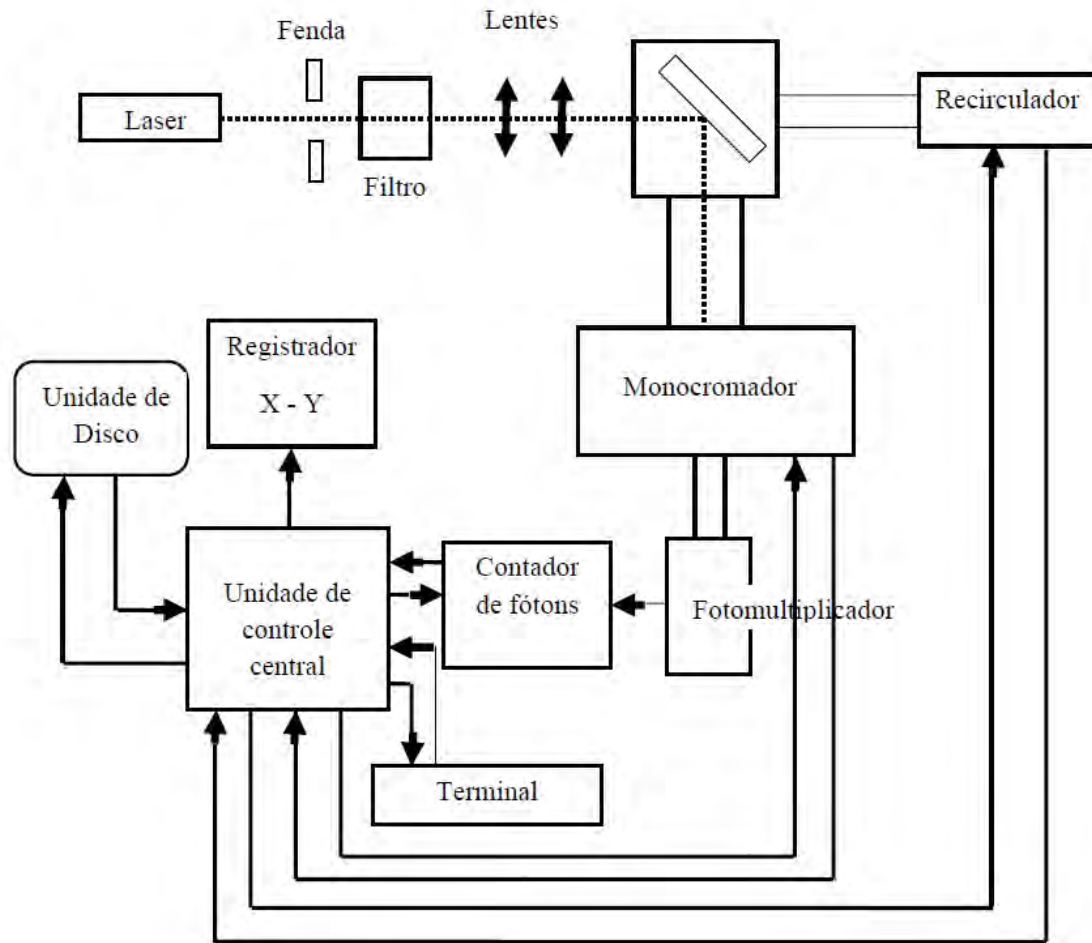 Fenda
Lentes
Laser
Filtro
Recirculador
Registrador
X - Y
Monocromador
Unidade de
Disco
Unidade de
controle
central
Contador
de fótons
Fotomultiplicador
Terminal